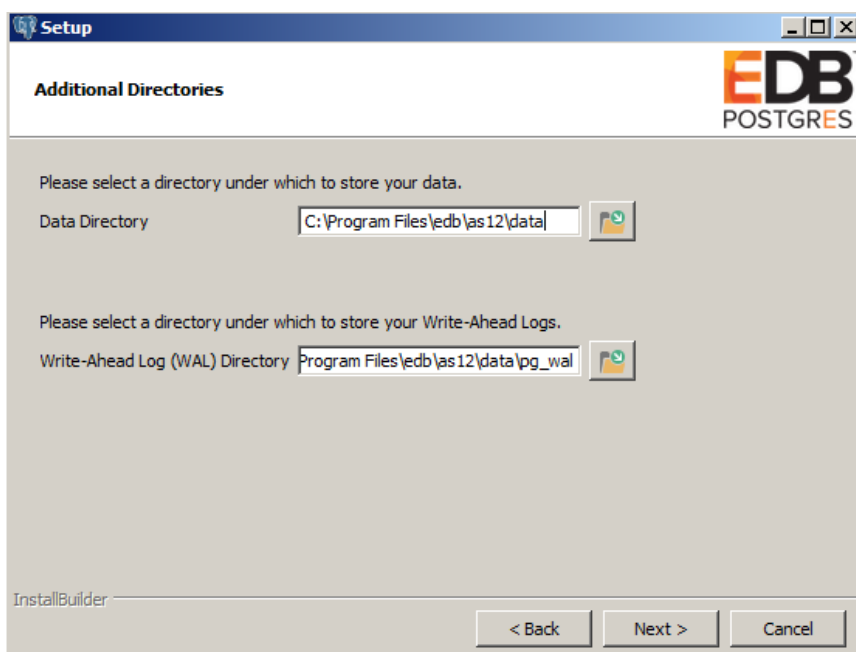 Setup
Additional Directories
EDB
POSTGRES
Please select a directory under which to store your data.
Data Directory C:\Program Files\edb\as12\data
Please select a directory under which to store your Write-Ahead Logs.
Write-Ahead Log (WAL) Directory Program Files\edb\as12\data\pg_wal
InstallBuilder
< Back Next > Cancel